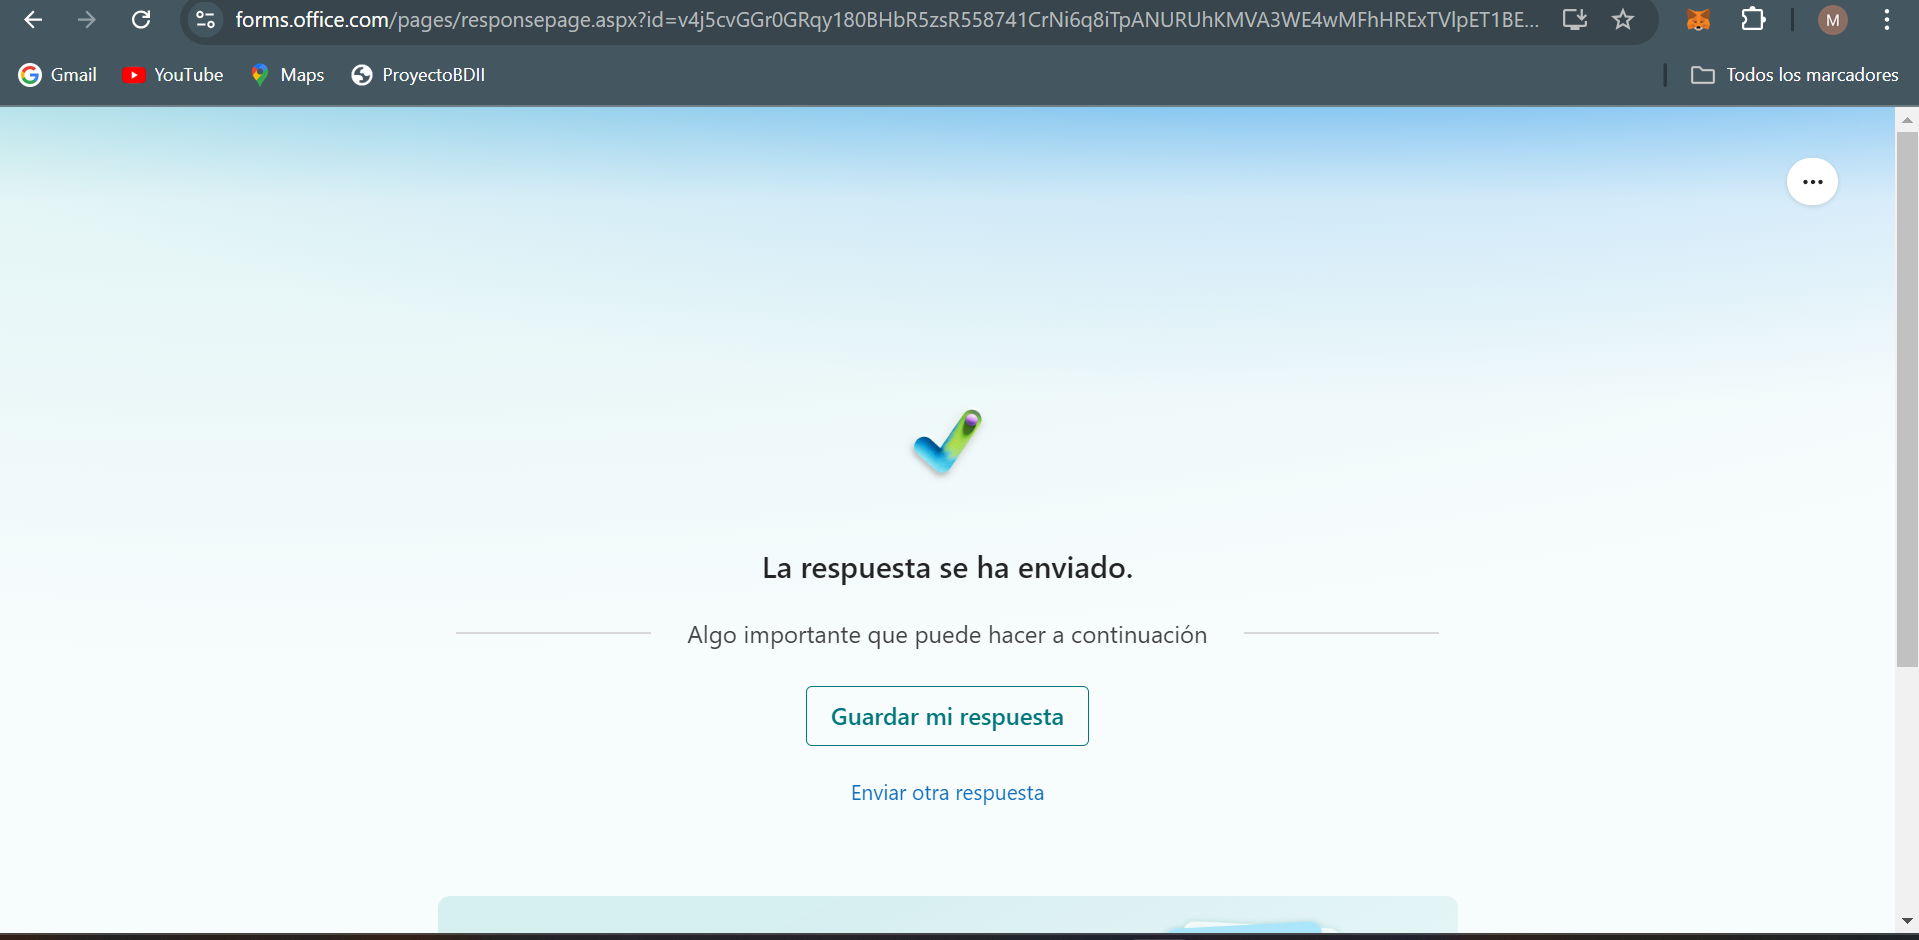 forms.office.com/pages/responsepage.aspx?id=v4j5cvGGr0GRqy180BHbR5zsR558741CrNi6q8iTpANURUhKMVA3WE4wMFhHRExTVlpET1BE...
M
Gmail
YouTube
Maps
ProyectoBDII
Todos los marcadores
La respuesta se ha enviado.
Algo importante que puede hacer a continuación
Guardar mi respuesta
Enviar otra respuesta